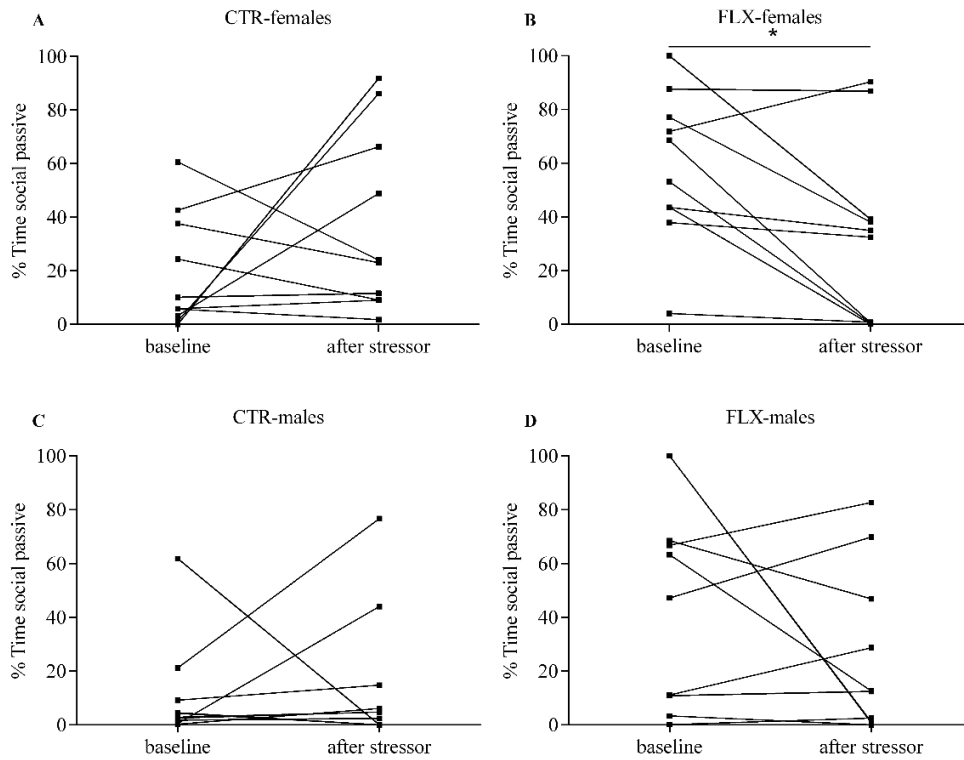 A
CTR-females
% Time social passive
100
80
60
40
20
0
baseline
after stressor
B
FLX-females
*
% Time social passive
100
80
60
40
20
0
baseline
after stressor
C
CTR-males
% Time social passive
100
80
60
40
20
0
baseline
after stressor
D
FLX-males
% Time social passive
100
80
60
40
20
0
baseline
after stressor